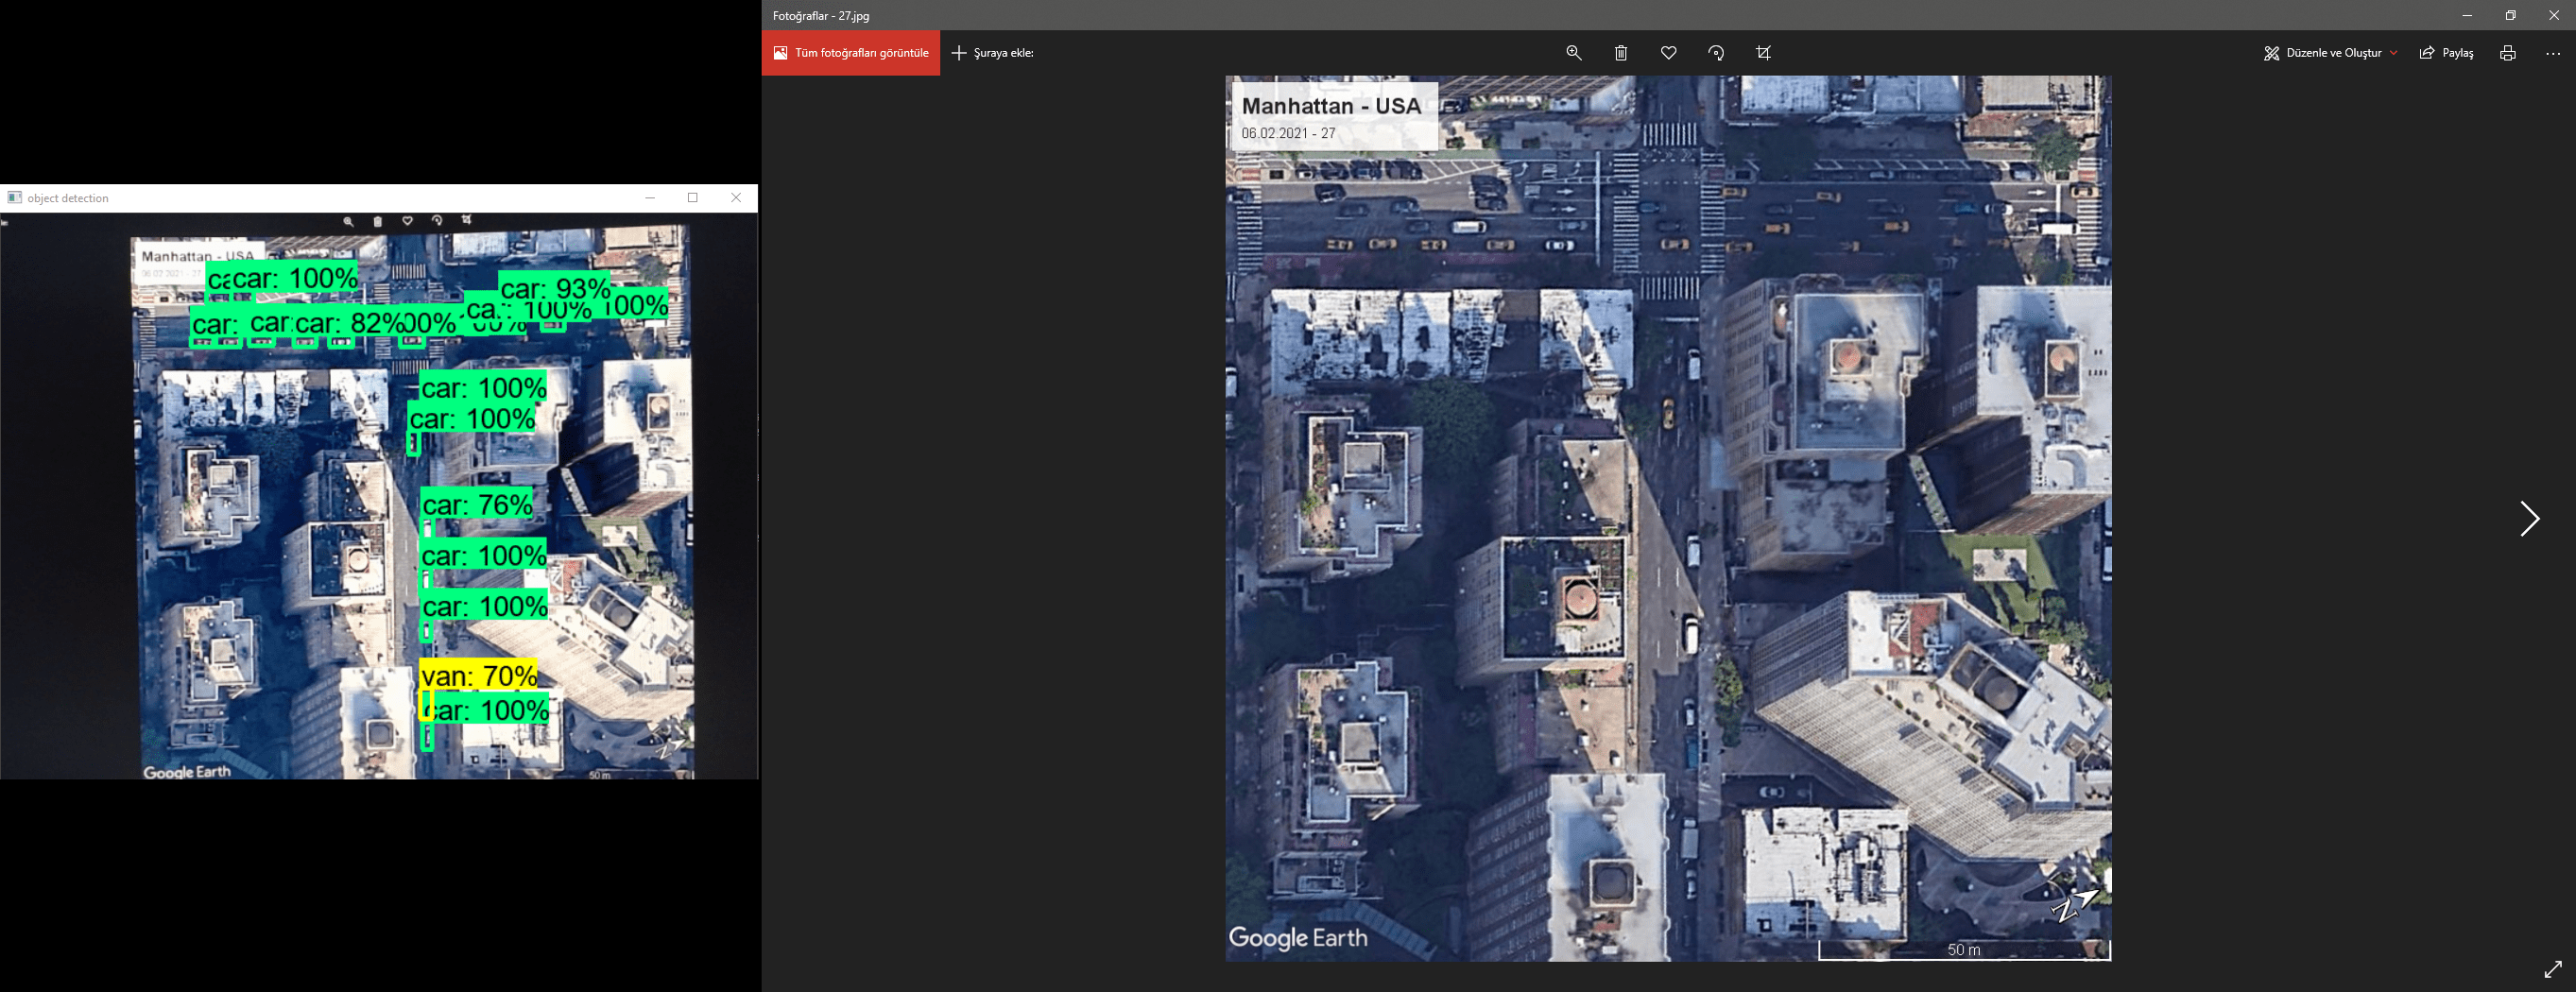 object detection
Manhattan - USA
06.02.2021 - 27
car: 100%
car: 93%
car: 100%
100%
car:
car:
car: 82%
00%
car: 100%
car: 100%
car: 76%
car: 100%
car: 100%
van: 70%
car: 100%
Google Earth
50 m
Fotoğraflar - 27.jpg
Tüm fotoğrafları görüntüle
Şuraya ekle:
Düzenle ve Oluştur
Paylaş
Manhattan - USA
06.02.2021 - 27
N
Google Earth
50 m